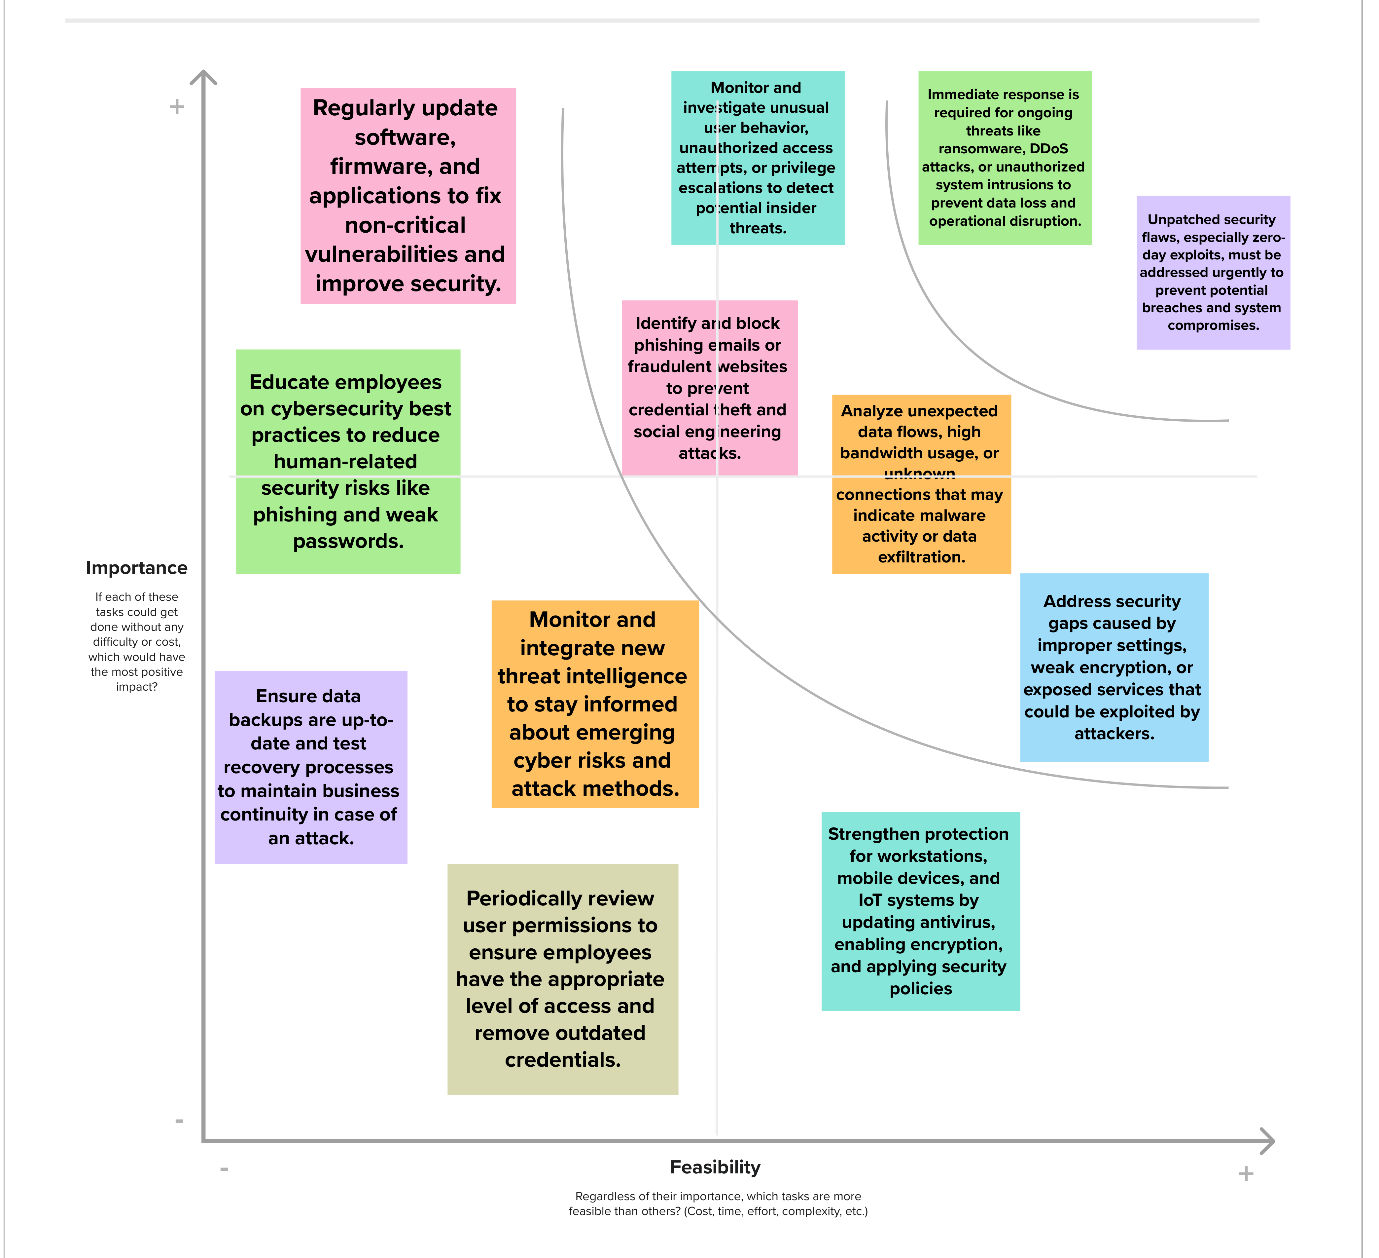 +
Regularly update
software,
firmware, and
applications to fix
non-critical
vulnerabilities and
improve security.
Monitor and
investigate unusual
user behavior,
unauthorized access
attempts, or privilege
escalations to detect
potential insider
threats.
Immediate response is
required for ongoing
threats like
ransomware, DDoS
attacks, or unauthorized
system intrusions to
prevent data loss and
operational disruption.
Unpatched security
flaws, especially zero-
day exploits, must be
addressed urgently to
prevent potential
breaches and system
compromises.
Identify and block
phishing emails or
fraudulent websites
to prevent
credential theft and
social engineering
attacks.
Educate employees
on cybersecurity best
practices to reduce
human-related
security risks like
phishing and weak
passwords.
Analyze unexpected
data flows, high
bandwidth usage, or
unknown
connections that may
indicate malware
activity or data
exfiltration.
Importance
If each of these
tasks could get
done without any
difficulty or cost,
which would have
the most positive
impact?
Address security
gaps caused by
improper settings,
weak encryption, or
exposed services that
could be exploited by
attackers.
Monitor and
integrate new
threat intelligence
to stay informed
about emerging
cyber risks and
attack methods.
Ensure data
backups are up-to-
date and test
recovery processes
to maintain business
continuity in case of
an attack.
Strengthen protection
for workstations,
mobile devices, and
IoT systems by
updating antivirus,
enabling encryption,
and applying security
policies
Periodically review
user permissions to
ensure employees
have the appropriate
level of access and
remove outdated
credentials.
-
-
Feasibility
+
Regardless of their importance, which tasks are more
feasible than others? (Cost, time, effort, complexity, etc.)